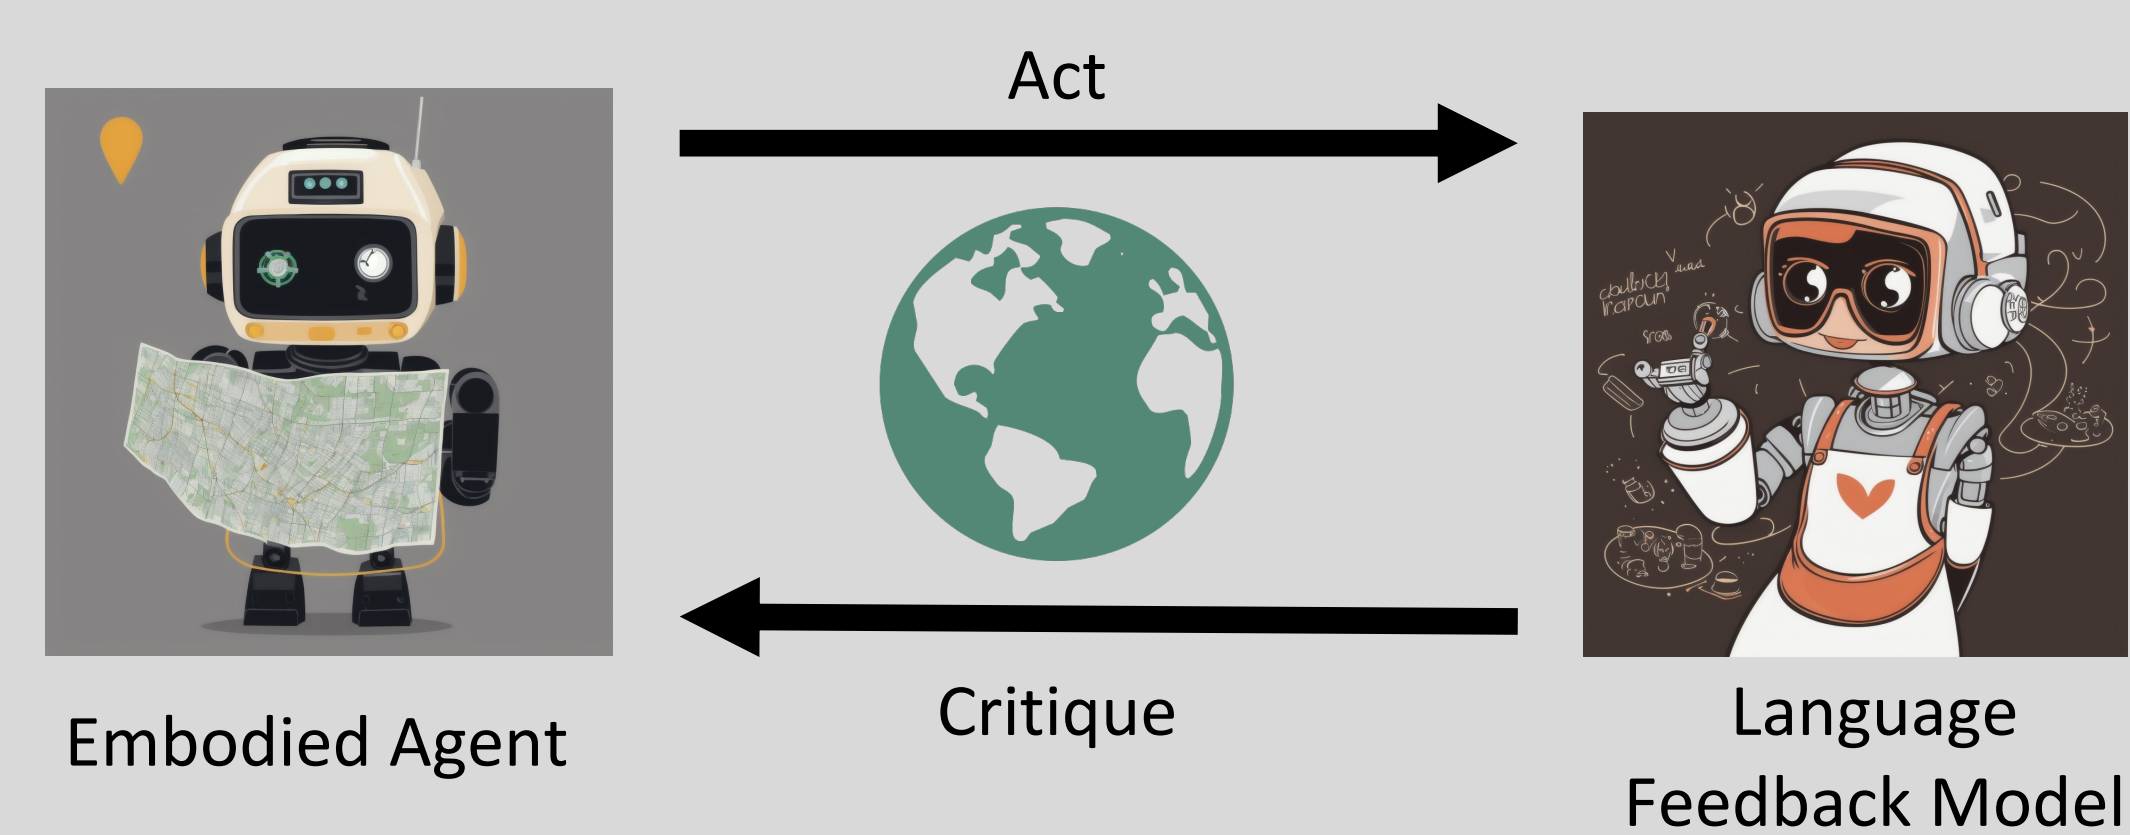 Act
Critique
Embodied Agent
Language
Feedback Model